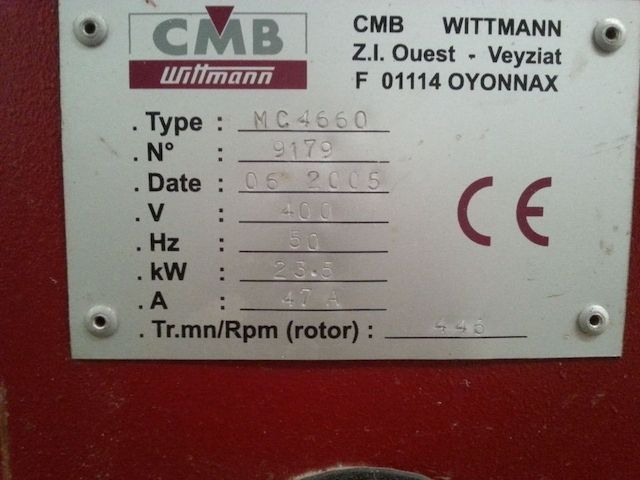 CMB
Wittmann
CMB WITTMANN
Z.I. Ouest - Veyziat
F 01114 OYONNAX
. Type : MC4660
. N° : 9179
. Date : 06 2005
. V : 400
. Hz : 50
. kW : 23.5
. A : 47 A
. Tr.mn/Rpm (rotor) : 446
CE